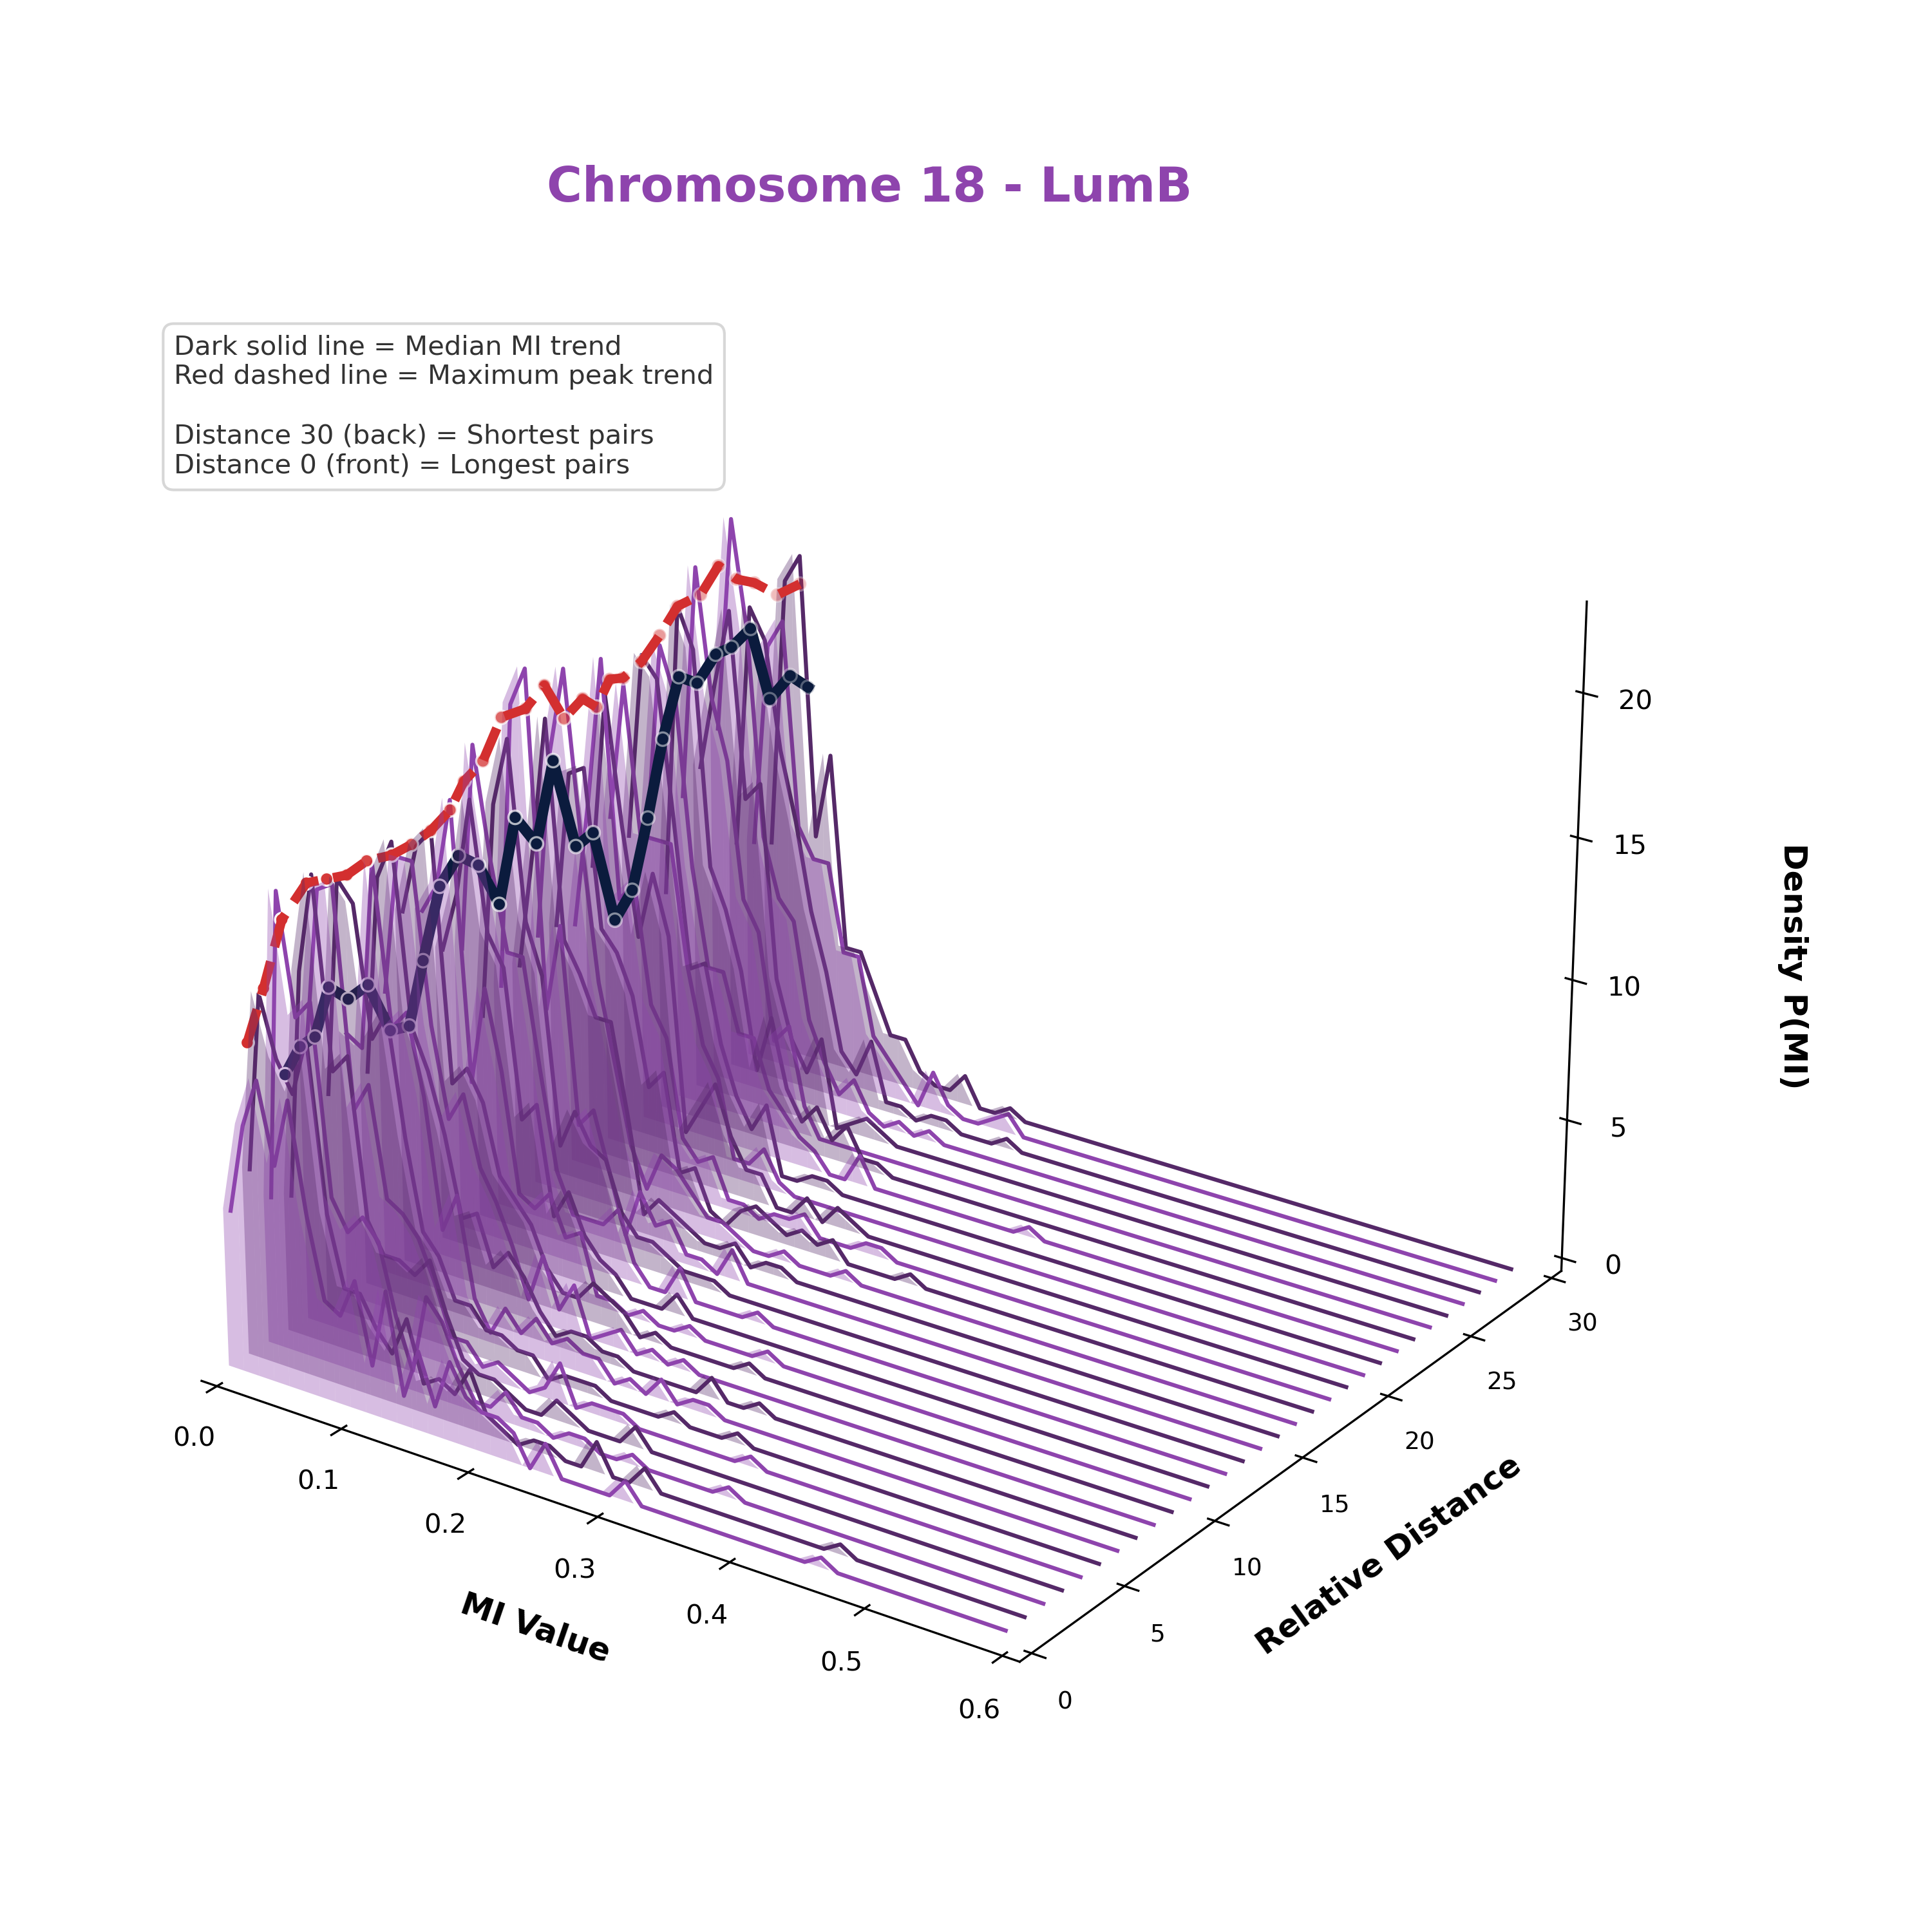 Chromosome 18 - LumB
Dark solid line = Median MI trend
Red dashed line = Maximum peak trend
Distance 30 (back) = Shortest pairs
Distance 0 (front) = Longest pairs
20
15
10
5
0
Density P(MI)
30
25
20
15
10
5
0
Relative Distance
0.0
0.1
0.2
0.3
0.4
0.5
0.6
MI Value